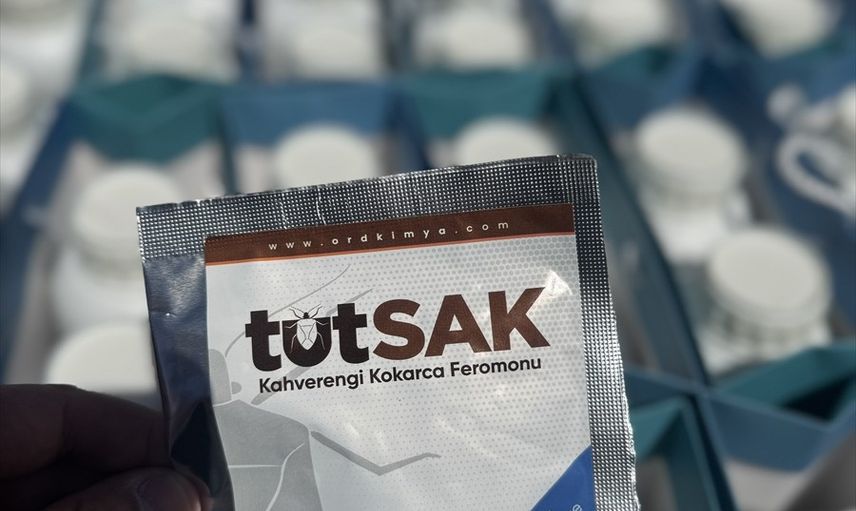 www.ordkimya.com
tutSAK
Kahverengi Kokarca Feromonu